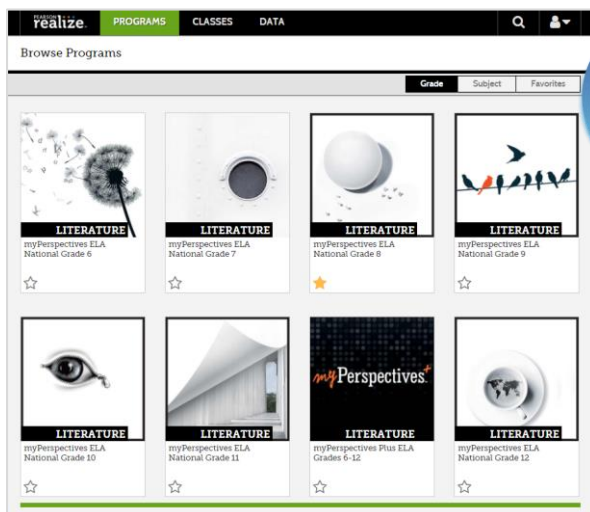 PEARSON
realize. PROGRAMS CLASSES DATA
Browse Programs
Grade Subject Favorites
LITERATURE LITERATURE LITERATURE LITERATURE
myPerspectives ELA myPerspectives ELA myPerspectives ELA myPerspectives ELA
National Grade 6 National Grade 7 National Grade 8 National Grade 9
myPerspectives+
LITERATURE LITERATURE LITERATURE LITERATURE
myPerspectives ELA myPerspectives ELA myPerspectives Plus ELA myPerspectives ELA
National Grade 10 National Grade 11 Grades 6-12 National Grade 12